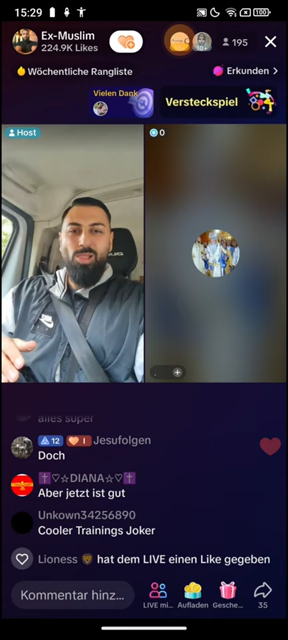 15:29
100
Ex-Muslim
224.9K Likes
195
Wöchentliche Rangliste
Erkunden >
Vielen Dank
Versteckspiel
Host
0
alles super
12
1
Jesufolgen
Doch
♡☆DIANA☆♡
Aber jetzt ist gut
Unkown34256890
Cooler Trainings Joker
Lioness 🦁 hat dem LIVE einen Like gegeben
Kommentar hinz...
LIVE mi...
Aufladen
Gesche...
35